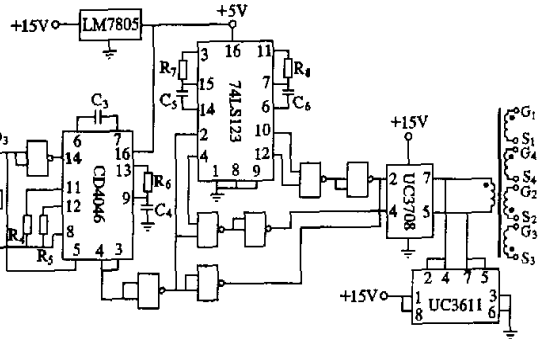 +15V
LM7805
+5V
3
16
11
R₇
R₈
15
7
C₅
C₆
14
6
74LS123
2
10
4
12
1
8
9
C₃
6
7
16
14
13
R₆
CD4046
11
12
9
C₄
R₄
R₅
8
5
4
3
+15V
2
7
UC3708
4
5
G₁
S₁
G₄
S₄
G₂
S₂
G₃
S₃
2
4
7
5
+15V
1
8
UC3611
3
6